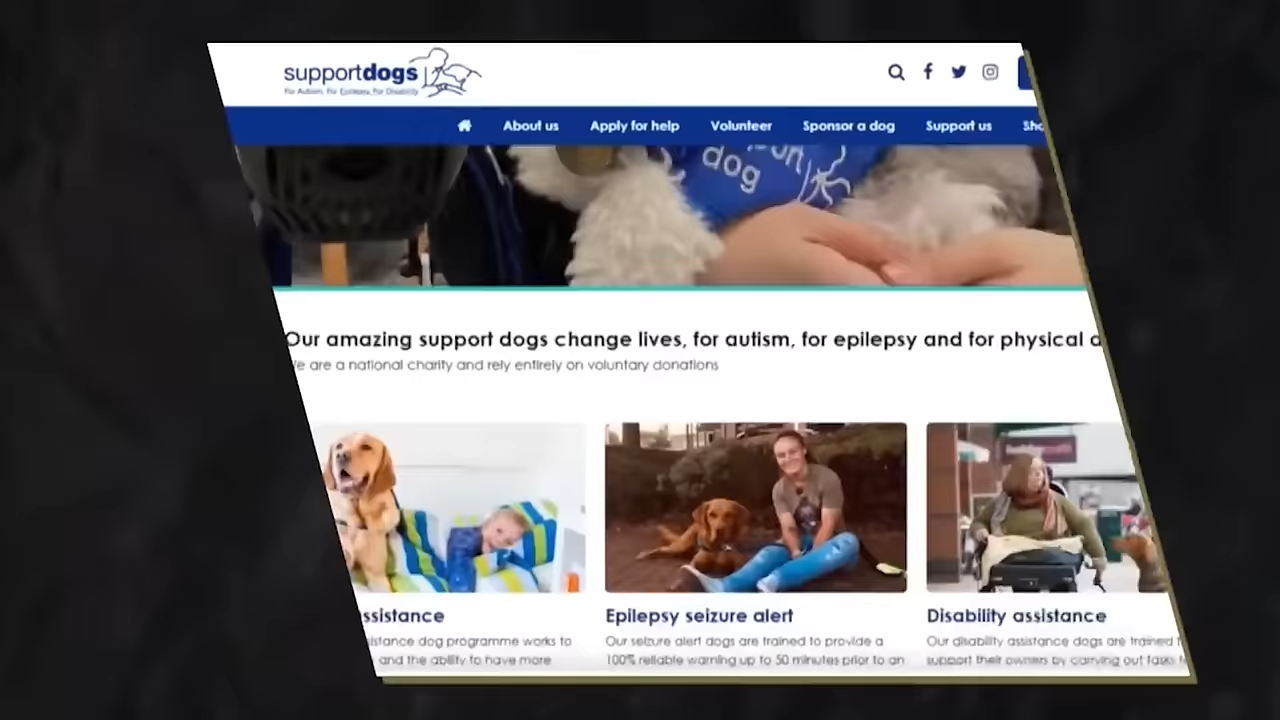 supportdogs
For Autism, For Epilepsy, For Disability
About us Apply for help Volunteer Sponsor a dog Support us Sho
dog
Our amazing support dogs change lives, for autism, for epilepsy and for physical d
e are a national charity and rely entirely on voluntary donations
ssistance
Epilepsy seizure alert
Disability assistance
istance dog programme works to
and the ability to have more
Our seizure alert dogs are trained to provide a
100% reliable warning up to 50 minutes prior to an
Our disability assistance dogs are trained t
support their owners by carrying out tasks